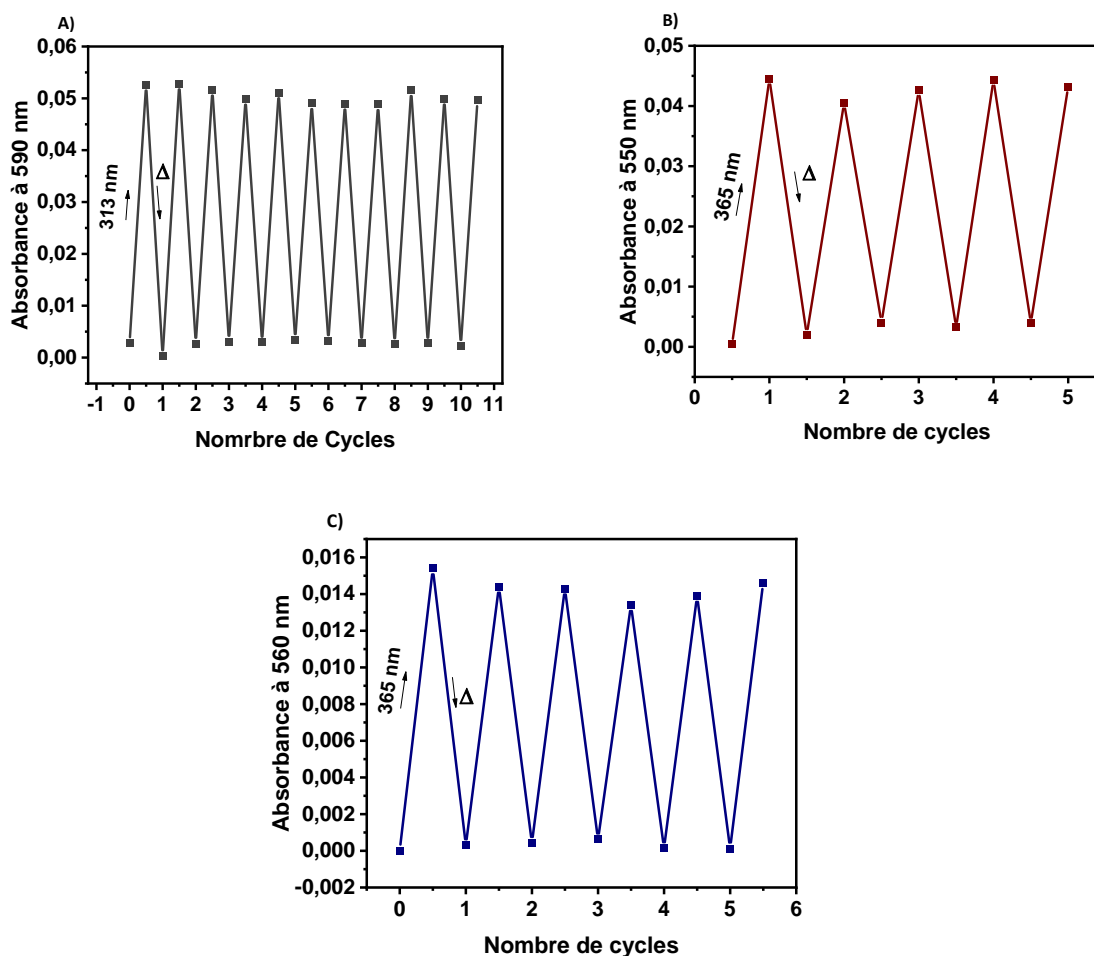 A)
0,06
0,05
0,04
0,03
0,02
0,01
0,00
Absorbance à 590 nm
313 nm
Δ
-1 0 1 2 3 4 5 6 7 8 9 10 11
Nomrbre de Cycles
B)
0,05
0,04
0,03
0,02
0,01
0,00
Absorbance à 550 nm
365 nm
Δ
0 1 2 3 4 5
Nombre de cycles
C)
0,016
0,014
0,012
0,010
0,008
0,006
0,004
0,002
0,000
-0,002
Absorbance à 560 nm
365 nm
Δ
0 1 2 3 4 5 6
Nombre de cycles